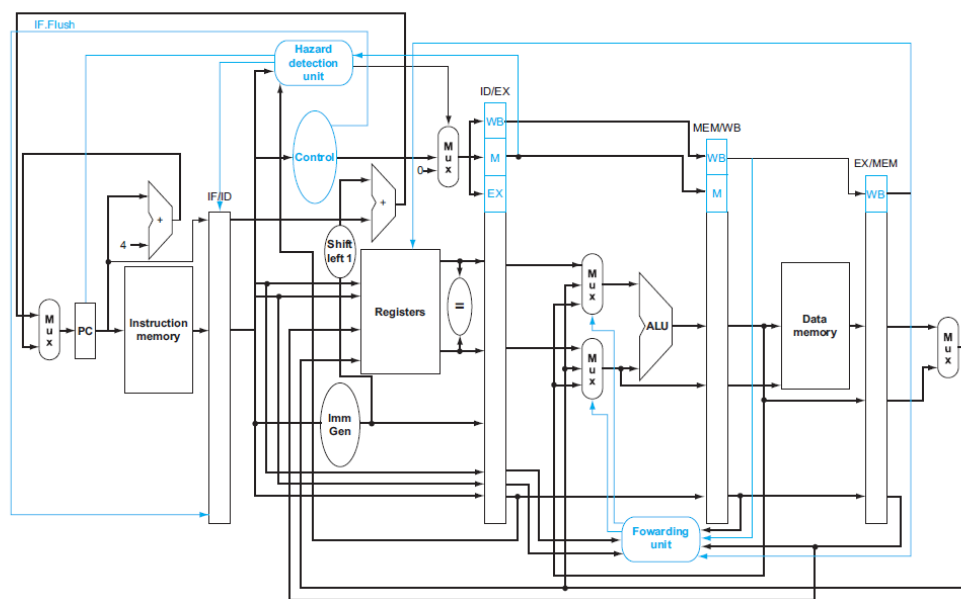 IF.Flush
Hazard
detection
unit
ID/EX
WB
MEM/WB
Control
M
u
x
M
WB
EX/MEM
0
EX
M
WB
IF/ID
+
+
4
Shift
left 1
M
u
x
PC
Instruction
memory
Registers
=
M
u
x
ALU
Data
memory
M
u
x
M
u
x
Imm
Gen
Fowarding
unit